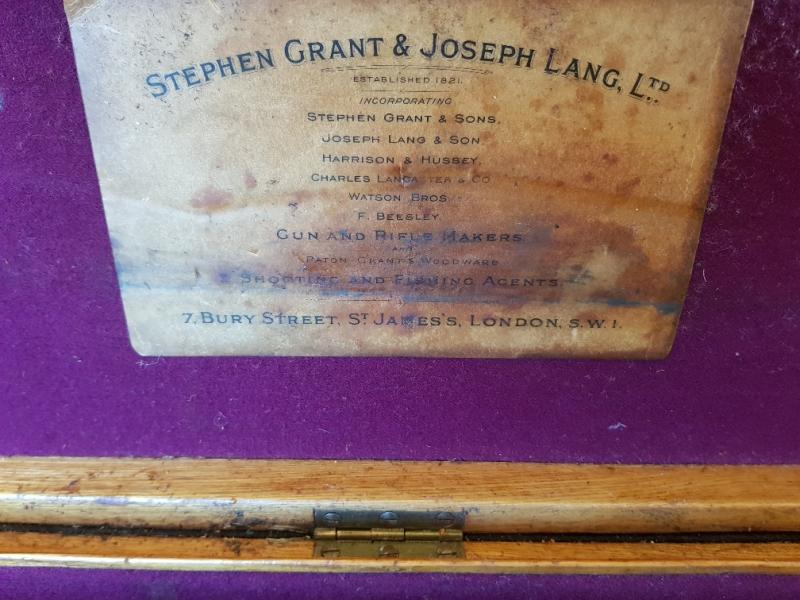 STEPHEN GRANT & JOSEPH LANG, LTD.
ESTABLISHED 1821.
INCORPORATING
STEPHEN GRANT & SONS,
JOSEPH LANG & SON
HARRISON & HUSSEY,
CHARLES LANCASTER & CO
WATSON BROS
F. BEESLEY
GUN AND RIFLE MAKERS
AND
PATON GRANT'S WOODWARD
SHOOTING AND FISHING AGENTS.
7, BURY STREET, ST JAMES'S, LONDON, S.W.1.